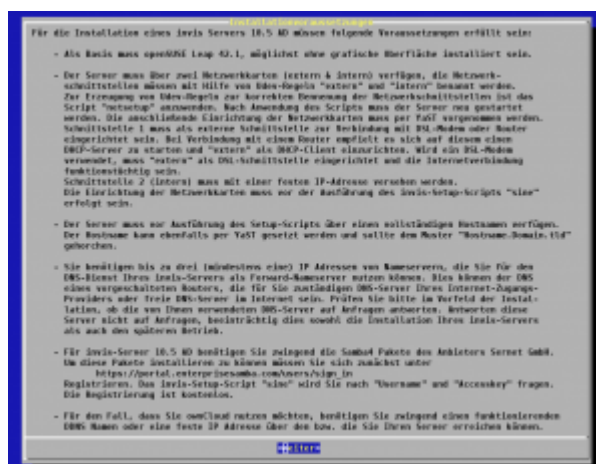 Installationsvoraussetzungen
Für die Installation eines invis Servers 10.5 AD müssen folgende Voraussetzungen erfüllt sein:
- Als Basis muss openSUSE Leap 42.1, möglichst ohne grafische Oberfläche installiert sein.
- Der Server muss über zwei Netzwerkkarten (extern & intern) verfügen, die Netzwerk-
schnittstellen müssen mit Hilfe von Udev-Regeln "extern" und "intern" benannt werden.
Zur Erzeugung von Udev-Regeln zur korrekten Benennung der Netzwerkschnittstellen ist das
Script "netsetup" anzuwenden. Nach Anwendung des Scripts muss der Server neu gestartet
werden. Die anschließende Einrichtung der Netzwerkkarten muss per YaST vorgenommen werden.
Schnittstelle 1 muss als externe Schnittstelle zur Verbindung mit DSL-Modem oder Router
eingerichtet sein. Bei Verbindung mit einem Router empfielt es sich auf diesem einen
DHCP-Server zu starten und "extern" als DHCP-Client einzurichten. Wird ein DSL-Modem
verwendet, muss "extern" als DSL-Schnittstelle eingerichtet und die Internetverbindung
funktionstüchtig sein.
Schnittstelle 2 (intern) muss mit einer festen IP-Adresse versehen werden.
Die Einrichtung der Netzwerkkarten muss vor der Ausführung des invis-Setup-Scripts "sine"
erfolgt sein.
- Der Server muss vor Ausführung des Setup-Scripts über einen vollständigen Hostnamen verfügen.
Der Hostname kann ebenfalls per YaST gesetzt werden und sollte dem Muster "Hostname.Domain.tld"
gehorchen.
- Sie benötigen bis zu drei (mindestens eine) IP Adressen von Nameservern, die Sie für den
DNS-Dienst Ihres invis-Servers als Forward-Nameserver nutzen können. Dies können der DNS
eines vorgeschalteten Routers, die für Sie zuständigen DNS-Server Ihres Internet-Zugangs-
Providers oder freie DNS-Server im Internet sein. Prüfen Sie bitte im Vorfeld der Instal-
lation, ob die von Ihnen verwendeten DNS-Server auf Anfragen antworten. Antworten diese
Server nicht auf Anfragen, beeinträchtig dies sowohl die Installation Ihres invis-Servers
als auch den späteren Betrieb.
- Für invis-Server 10.5 AD benötigen Sie zwingend die Samba4 Pakete des Anbieters Sernet GmbH.
Um diese Pakete installieren zu können müssen Sie sich zunächst unter
https://portal.enterprisesamba.com/users/sign_in
Registrieren. Das invis-Setup-Script "sine" wird Sie nach "Username" und "Accesskey" fragen.
Die Registrierung ist kostenlos.
- Für den Fall, dass Sie ownCloud nutzen möchten, benötigen Sie zwingend einen funktionierenden
DDNS Namen oder eine feste IP Adresse über den bzw. die Sie Ihren Server erreichen können.
<Weiter>